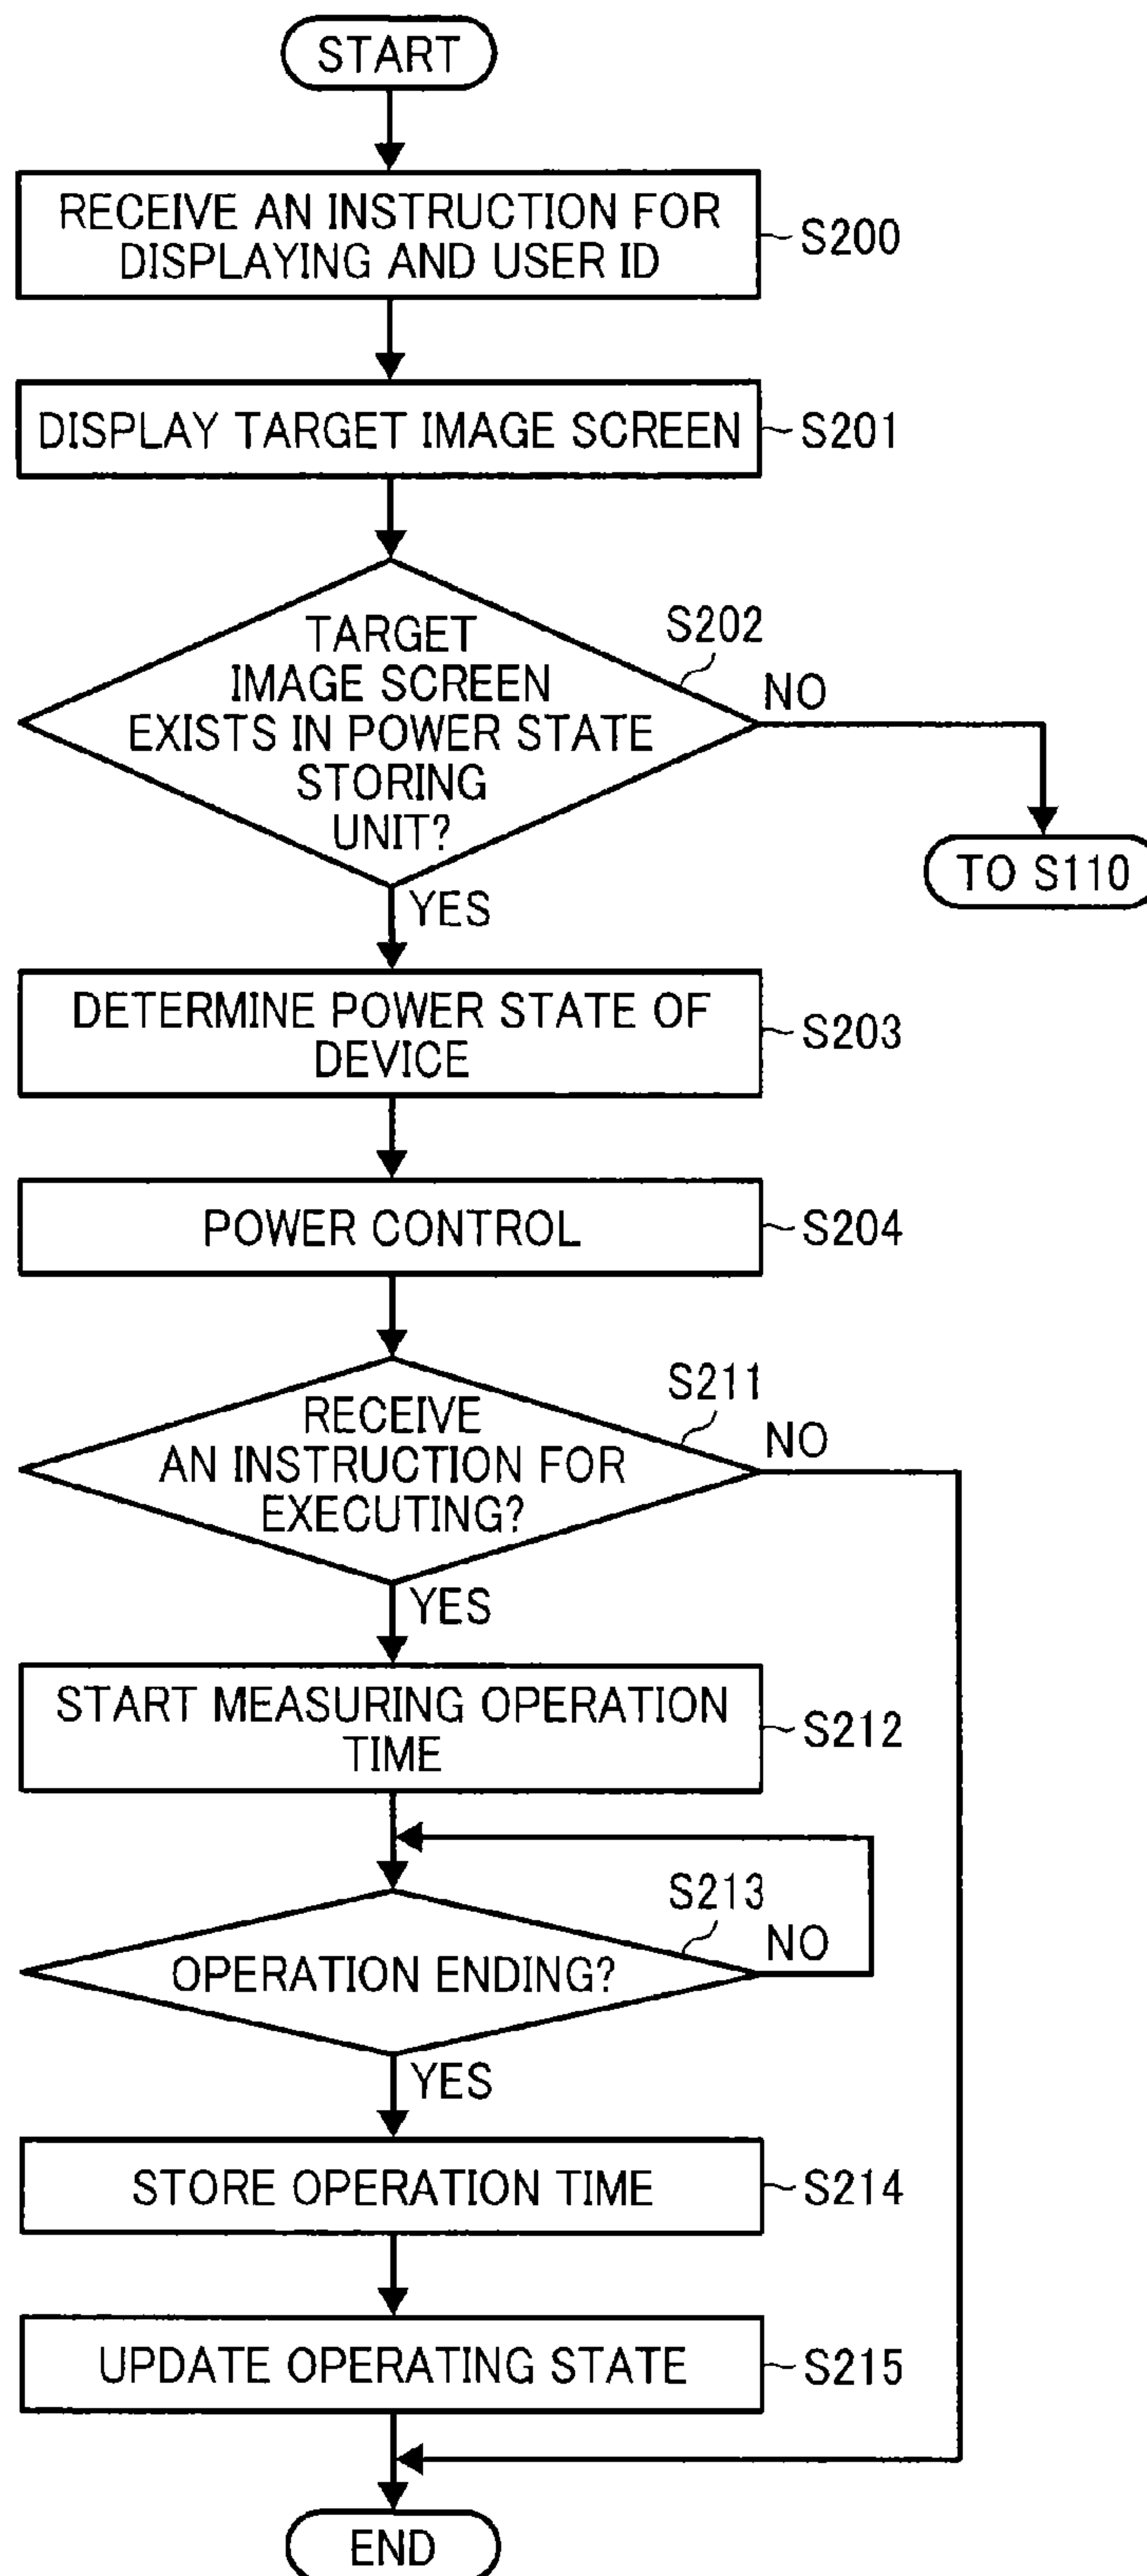 START
RECEIVE AN INSTRUCTION FOR
DISPLAYING AND USER ID
S200
DISPLAY TARGET IMAGE SCREEN
S201
TARGET
IMAGE SCREEN
EXISTS IN POWER STATE
STORING
UNIT?
S202
NO
TO S110
YES
DETERMINE POWER STATE OF
DEVICE
S203
POWER CONTROL
S204
RECEIVE
AN INSTRUCTION FOR
EXECUTING?
S211
NO
YES
START MEASURING OPERATION
TIME
S212
OPERATION ENDING?
S213
NO
YES
STORE OPERATION TIME
S214
UPDATE OPERATING STATE
S215
END